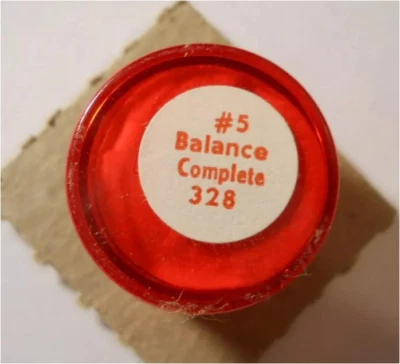 #5
Balance
Complete
328